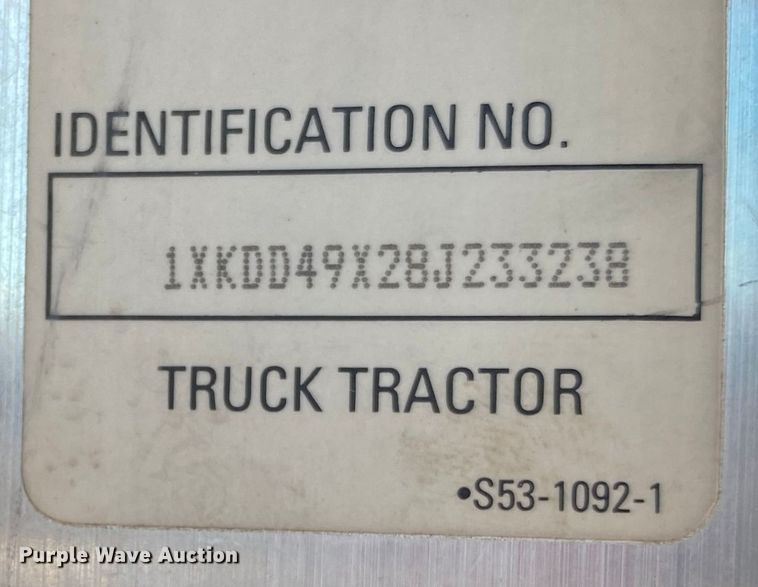 IDENTIFICATION NO.
1XKDD49X28J233238
TRUCK TRACTOR
•S53-1092-1
Purple Wave Auction